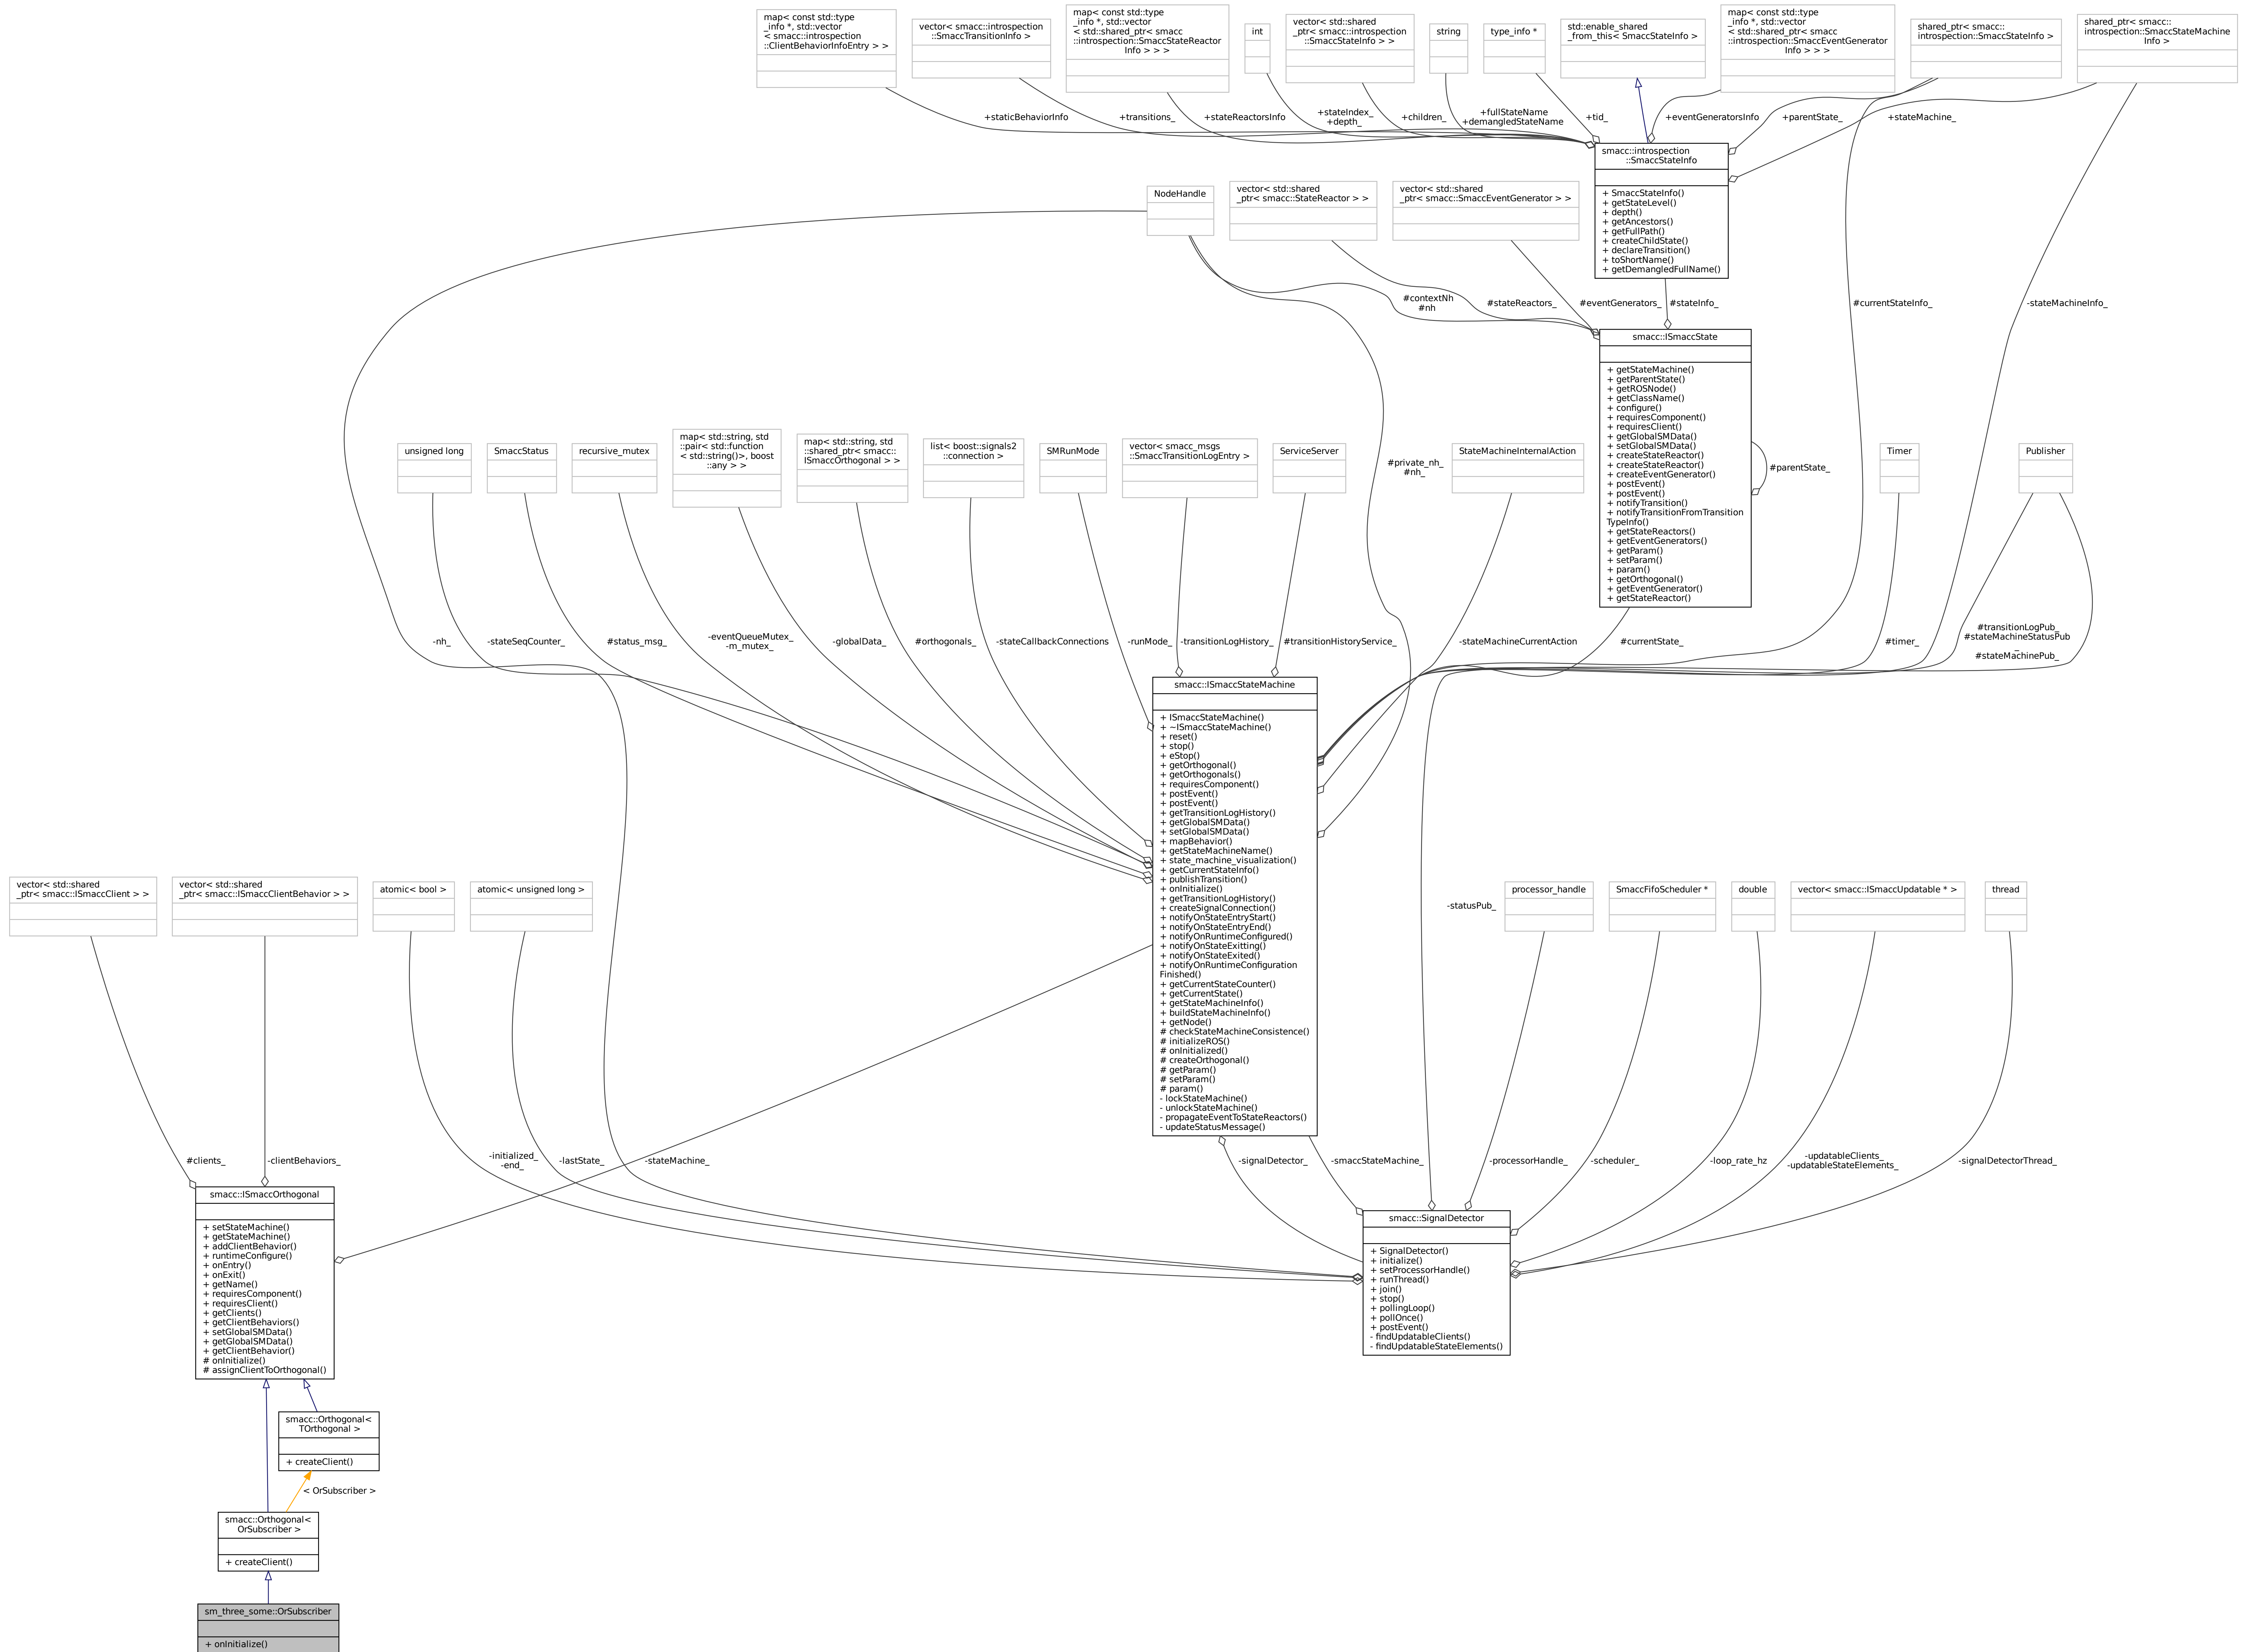 map< const std::type
_info *, std::vector
< smacc::introspection
::ClientBehaviorInfoEntry > >
vector< smacc::introspection
::SmaccTransitionInfo >
map< const std::type
_info *, std::vector
< std::shared_ptr< smacc
::introspection::SmaccStateReactor
Info > > >
int
vector< std::shared
_ptr< smacc::introspection
::SmaccStateInfo > >
string
type_info *
std::enable_shared
_from_this< SmaccStateInfo >
map< const std::type
_info *, std::vector
< std::shared_ptr< smacc
::introspection::SmaccEventGenerator
Info > > >
shared_ptr< smacc::
introspection::SmaccStateInfo >
shared_ptr< smacc::
introspection::SmaccStateMachine
Info >
+staticBehaviorInfo
+transitions_
+stateReactorsInfo
+stateIndex_
+depth_
+children_
+fullStateName
+demangledStateName
+tid_
+eventGeneratorsInfo
+parentState_
+stateMachine_
smacc::introspection
::SmaccStateInfo
+ SmaccStateInfo()
+ getStateLevel()
+ depth()
+ getAncestors()
+ getFullPath()
+ createChildState()
+ declareTransition()
+ toShortName()
+ getDemangledFullName()
NodeHandle
vector< std::shared
_ptr< smacc::StateReactor > >
vector< std::shared
_ptr< smacc::SmaccEventGenerator > >
#contextNh
#nh
#stateReactors_
#eventGenerators_
#stateInfo_
#currentStateInfo_
-stateMachineInfo_
smacc::ISmaccState
+ getStateMachine()
+ getParentState()
+ getROSNode()
+ getClassName()
+ configure()
+ requiresComponent()
+ requiresClient()
+ getGlobalSMData()
+ setGlobalSMData()
+ createStateReactor()
+ createStateReactor()
+ createEventGenerator()
+ postEvent()
+ postEvent()
+ notifyTransition()
+ notifyTransitionFromTransition
TypeInfo()
+ getStateReactors()
+ getEventGenerators()
+ getParam()
+ setParam()
+ param()
+ getOrthogonal()
+ getEventGenerator()
+ getStateReactor()
#parentState_
unsigned long
SmaccStatus
recursive_mutex
map< std::string, std
::pair< std::function
< std::string()>, boost
::any > >
map< std::string, std
::shared_ptr< smacc::
ISmaccOrthogonal > >
list< boost::signals2
::connection >
SMRunMode
vector< smacc_msgs
::SmaccTransitionLogEntry >
ServiceServer
#private_nh_
#nh_
StateMachineInternalAction
Timer
Publisher
-nh_
-stateSeqCounter_
#status_msg_
-eventQueueMutex_
-m_mutex_
-globalData_
#orthogonals_
-stateCallbackConnections
-runMode_
-transitionLogHistory_
#transitionHistoryService_
-stateMachineCurrentAction
#currentState_
#timer_
#transitionLogPub_
#stateMachineStatusPub
_
#stateMachinePub_
smacc::ISmaccStateMachine
+ ISmaccStateMachine()
+ ~ISmaccStateMachine()
+ reset()
+ stop()
+ eStop()
+ getOrthogonal()
+ getOrthogonals()
+ requiresComponent()
+ postEvent()
+ postEvent()
+ getTransitionLogHistory()
+ getGlobalSMData()
+ setGlobalSMData()
+ mapBehavior()
+ getStateMachineName()
+ state_machine_visualization()
+ getCurrentStateInfo()
+ publishTransition()
+ onInitialize()
+ getTransitionLogHistory()
+ createSignalConnection()
+ notifyOnStateEntryStart()
+ notifyOnStateEntryEnd()
+ notifyOnRuntimeConfigured()
+ notifyOnStateExitting()
+ notifyOnStateExited()
+ notifyOnRuntimeConfiguration
Finished()
+ getCurrentStateCounter()
+ getCurrentState()
+ getStateMachineInfo()
+ buildStateMachineInfo()
+ getNode()
# checkStateMachineConsistence()
# initializeROS()
# onInitialized()
# createOrthogonal()
# getParam()
# setParam()
# param()
- lockStateMachine()
- unlockStateMachine()
- propagateEventToStateReactors()
- updateStatusMessage()
vector< std::shared
_ptr< smacc::ISmaccClient > >
vector< std::shared
_ptr< smacc::ISmaccClientBehavior > >
atomic< bool >
atomic< unsigned long >
-statusPub_
processor_handle
SmaccFifoScheduler *
double
vector< smacc::ISmaccUpdatable * >
thread
#clients_
-clientBehaviors_
-initialized_
-end_
-lastState_
-stateMachine_
-signalDetector_
-smaccStateMachine_
-processorHandle_
-scheduler_
-loop_rate_hz
-updatableClients_
-updatableStateElements_
-signalDetectorThread_
smacc::ISmaccOrthogonal
+ setStateMachine()
+ getStateMachine()
+ addClientBehavior()
+ runtimeConfigure()
+ onEntry()
+ onExit()
+ getName()
+ requiresComponent()
+ requiresClient()
+ getClients()
+ getClientBehaviors()
+ setGlobalSMData()
+ getGlobalSMData()
+ getClientBehavior()
# onInitialize()
# assignClientToOrthogonal()
smacc::SignalDetector
+ SignalDetector()
+ initialize()
+ setProcessorHandle()
+ runThread()
+ join()
+ stop()
+ pollingLoop()
+ pollOnce()
+ postEvent()
- findUpdatableClients()
- findUpdatableStateElements()
smacc::Orthogonal<
TOrthogonal >
+ createClient()
< OrSubscriber >
smacc::Orthogonal<
OrSubscriber >
+ createClient()
sm_three_some::OrSubscriber
+ onInitialize()